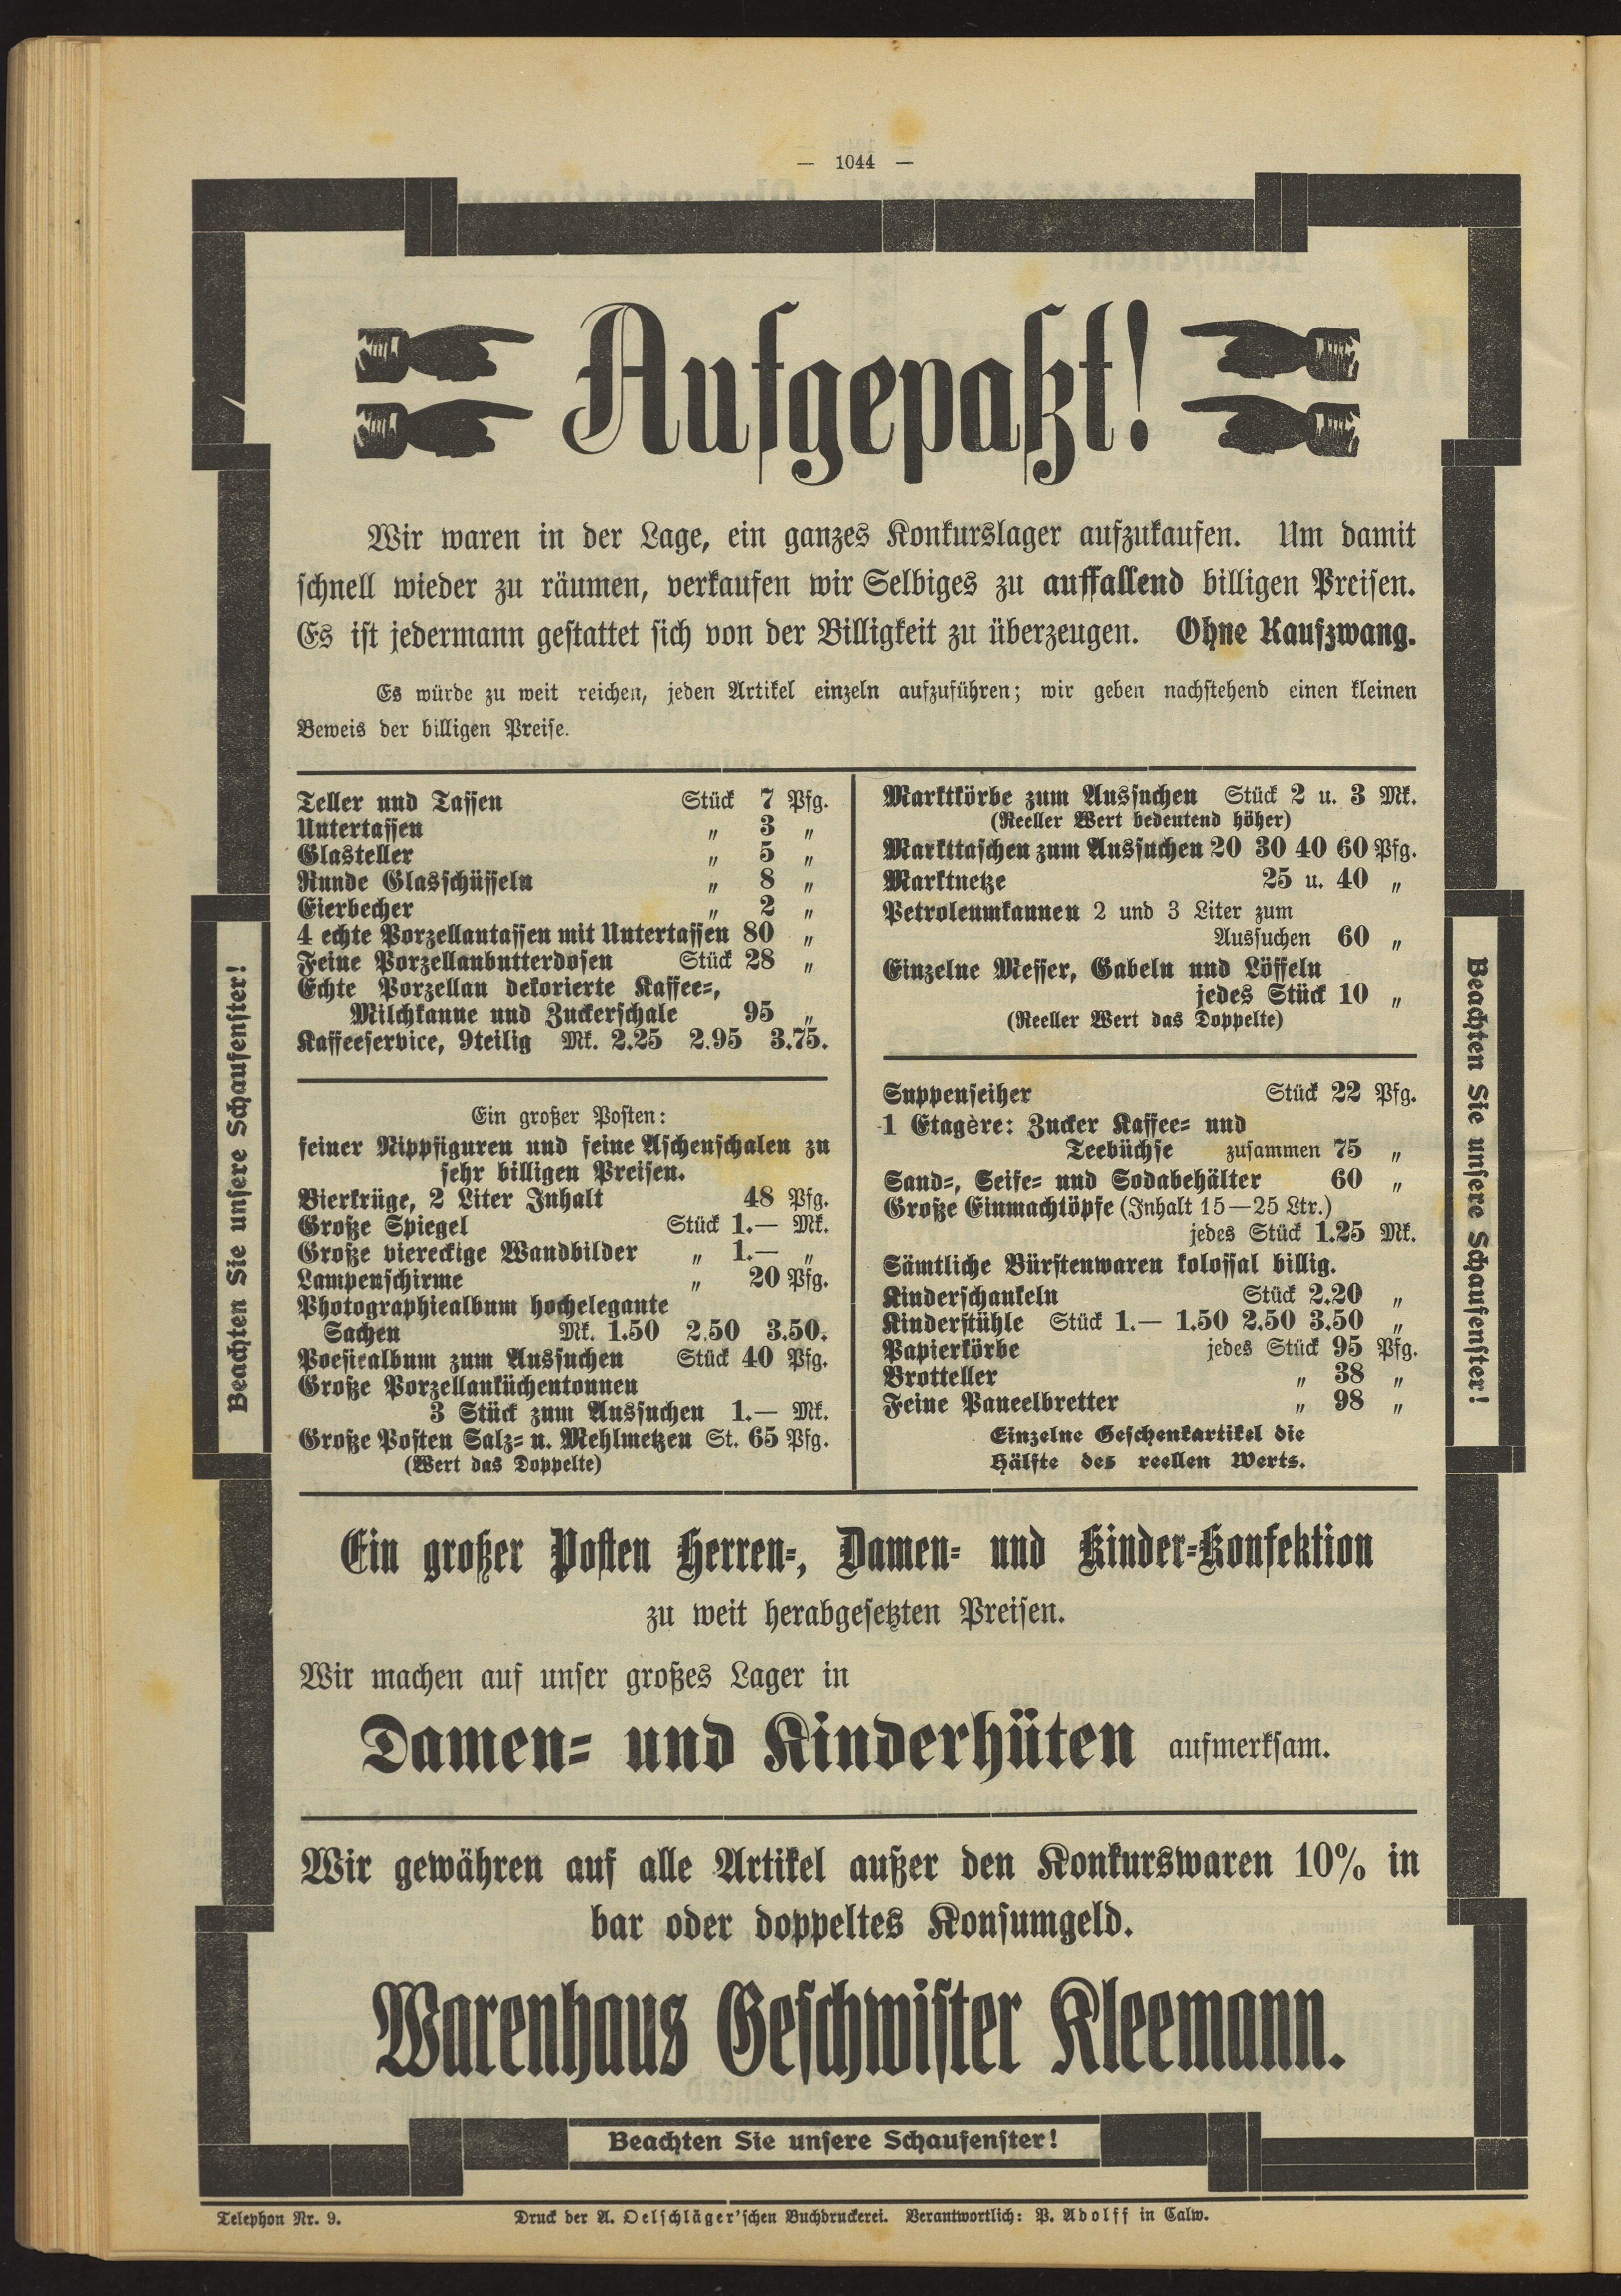 — 1044 —
Aufgepaßt!
Wir waren in der Lage, ein ganzes Konkurslager aufzukaufen. Um damit
schnell wieder zu räumen, verkaufen wir Selbiges zu auffallend billigen Preisen.
Es ist jedermann gestattet sich von der Billigkeit zu überzeugen. Ohne Kaufzwang.
Es würde zu weit reichen, jeden Artikel einzeln aufzuführen; wir geben nachstehend einen kleinen
Beweis der billigen Preise.
Teller und Tassen Stück 7 Pfg.
Untertassen „ 3 „
Glasteller „ 5 „
Runde Glasschüsseln „ 8 „
Eierbecher „ 2 „
4 echte Porzellantassen mit Untertassen 80 „
Feine Porzellanbutterdosen Stück 28 „
Echte Porzellan dekorierte Kaffee-,
Milchkanne und Zuckerschale 95 „
Kaffeeservice, 9teilig Mk. 2.25 2.95 3.75.
Ein großer Posten:
feiner Nippfiguren und feine Aschenschalen zu
sehr billigen Preisen.
Bierkrüge, 2 Liter Inhalt 48 Pfg.
Große Spiegel Stück 1.— Mk.
Große viereckige Wandbilder „ 1.— „
Lampenschirme „ 20 Pfg.
Photographiealbum hochelegante
Sachen Mk. 1.50 2.50 3.50.
Poesiealbum zum Aussuchen Stück 40 Pfg.
Große Porzellanküchentonnen
3 Stück zum Aussuchen 1.— Mk.
Große Posten Salz- u. Mehlmetzen St. 65 Pfg.
(Wert das Doppelte)
Marktkörbe zum Aussuchen Stück 2 u. 3 Mk.
(Reeller Wert bedeutend höher)
Markttaschen zum Aussuchen 20 30 40 60 Pfg.
Marktnetze 25 u. 40 „
Petroleumkannen 2 und 3 Liter zum
Aussuchen 60 „
Einzelne Messer, Gabeln und Löffeln
jedes Stück 10 „
(Reeller Wert das Doppelte)
Suppenseiher Stück 22 Pfg.
1 Etagère: Zucker Kaffee- und
Teebüchse zusammen 75 „
Sand-, Seife- und Sodabehälter 60 „
Große Einmachtöpfe (Inhalt 15—25 Ltr.)
jedes Stück 1.25 Mk.
Sämtliche Bürstenwaren kolossal billig.
Kinderschaukeln Stück 2.20 „
Kinderstühle Stück 1.— 1.50 2.50 3.50 „
Papierkörbe jedes Stück 95 Pfg.
Brotteller „ 38 „
Feine Paneelbretter „ 98 „
Einzelne Geschenkartikel die
Hälfte des reellen Werts.
Ein großer Posten Herren-, Damen- und Kinder-Konfektion
zu weit herabgesetzten Preisen.
Wir machen auf unser großes Lager in
Damen- und Kinderhüten aufmerksam.
Wir gewähren auf alle Artikel außer den Konkurswaren 10% in
bar oder doppeltes Konsumgeld.
Warenhaus Geschwister Kleemann.
Beachten Sie unsere Schaufenster!
Beachten Sie unsere Schaufenster!
Beachten Sie unsere Schaufenster!
Telephon Nr. 9. Druck der A. Oelschläger'schen Buchdruckerei. Verantwortlich: P. Adolff in Calw.